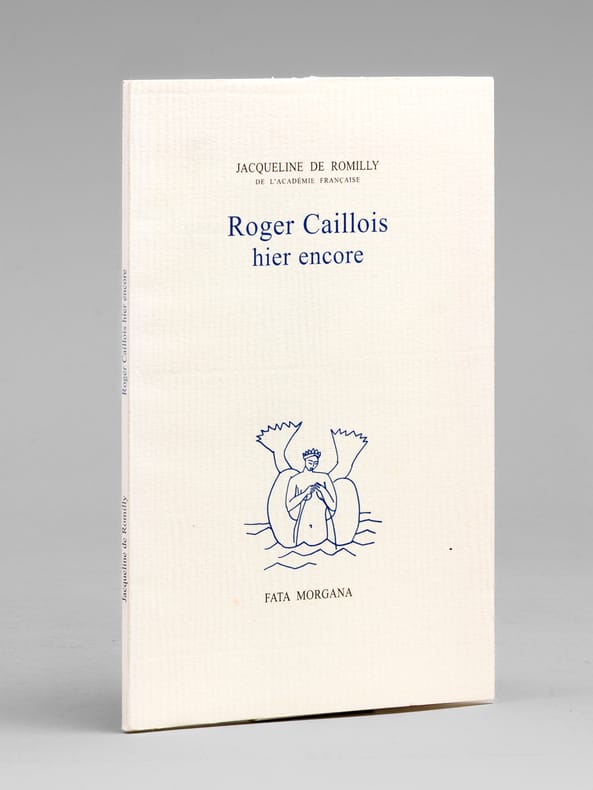 JACQUELINE DE ROMILLY
DE L'ACADÉMIE FRANÇAISE
Roger Caillois
hier encore
FATA MORGANA
Jacqueline de Romilly
Roger Caillois hier encore